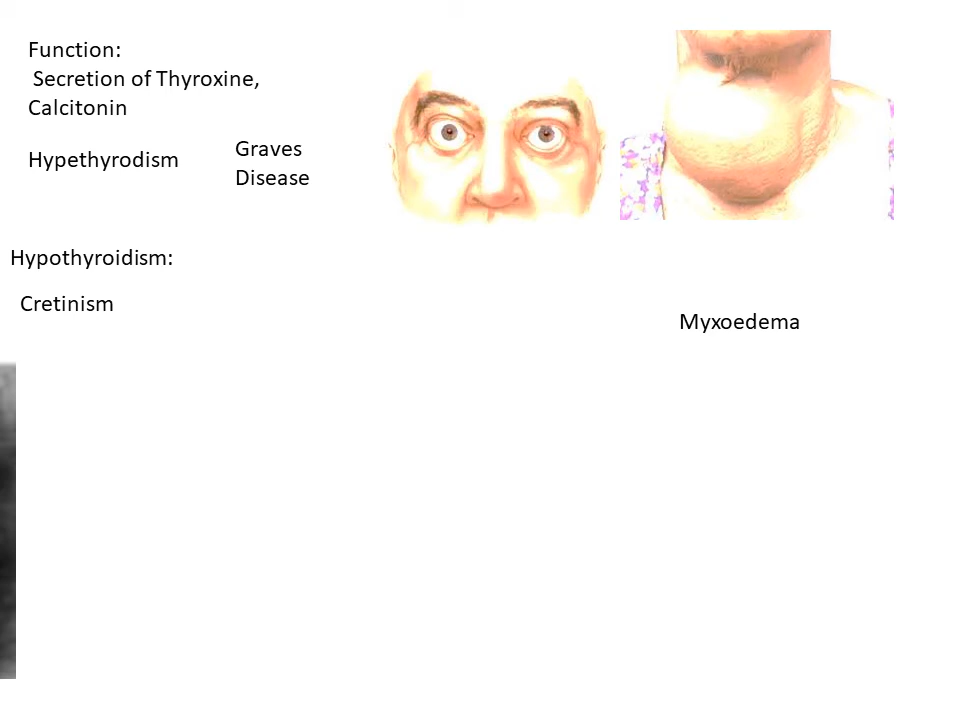 Function:
Secretion of Thyroxine,
Calcitonin
Hypethyrodism
Graves
Disease
Hypothyroidism:
Cretinism
Myxoedema